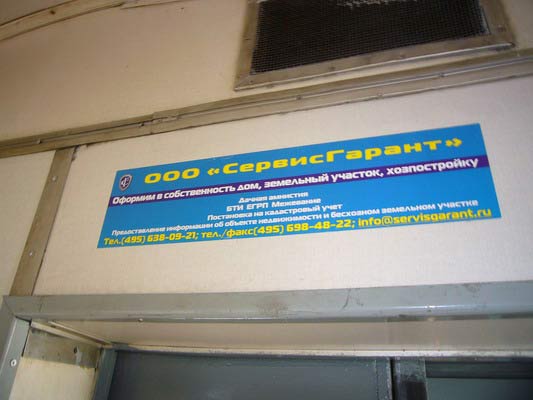 ООО «СервисГарант»
Оформим в собственность дом, земельный участок, хозпостройку
Дачная амнистия
БТИ ЕГРП Межевание
Постановка на кадастровый учет
Предоставление информации об объекте недвижимости и бесхозном земельном участке
Тел.(495) 638-09-21; тел./факс(495) 698-48-22; info@servisgarant.ru